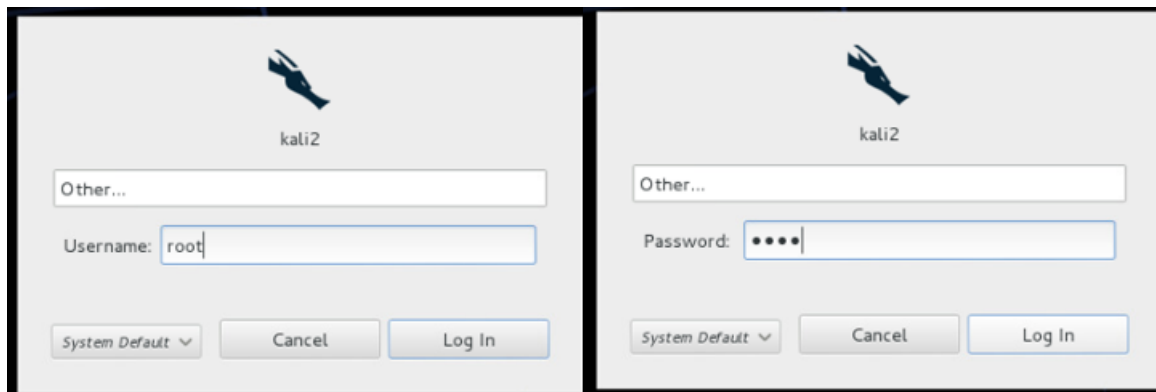 kali2
Other...
Username: root
System Default
Cancel
Log In
kali2
Other...
Password: ••••
System Default
Cancel
Log In